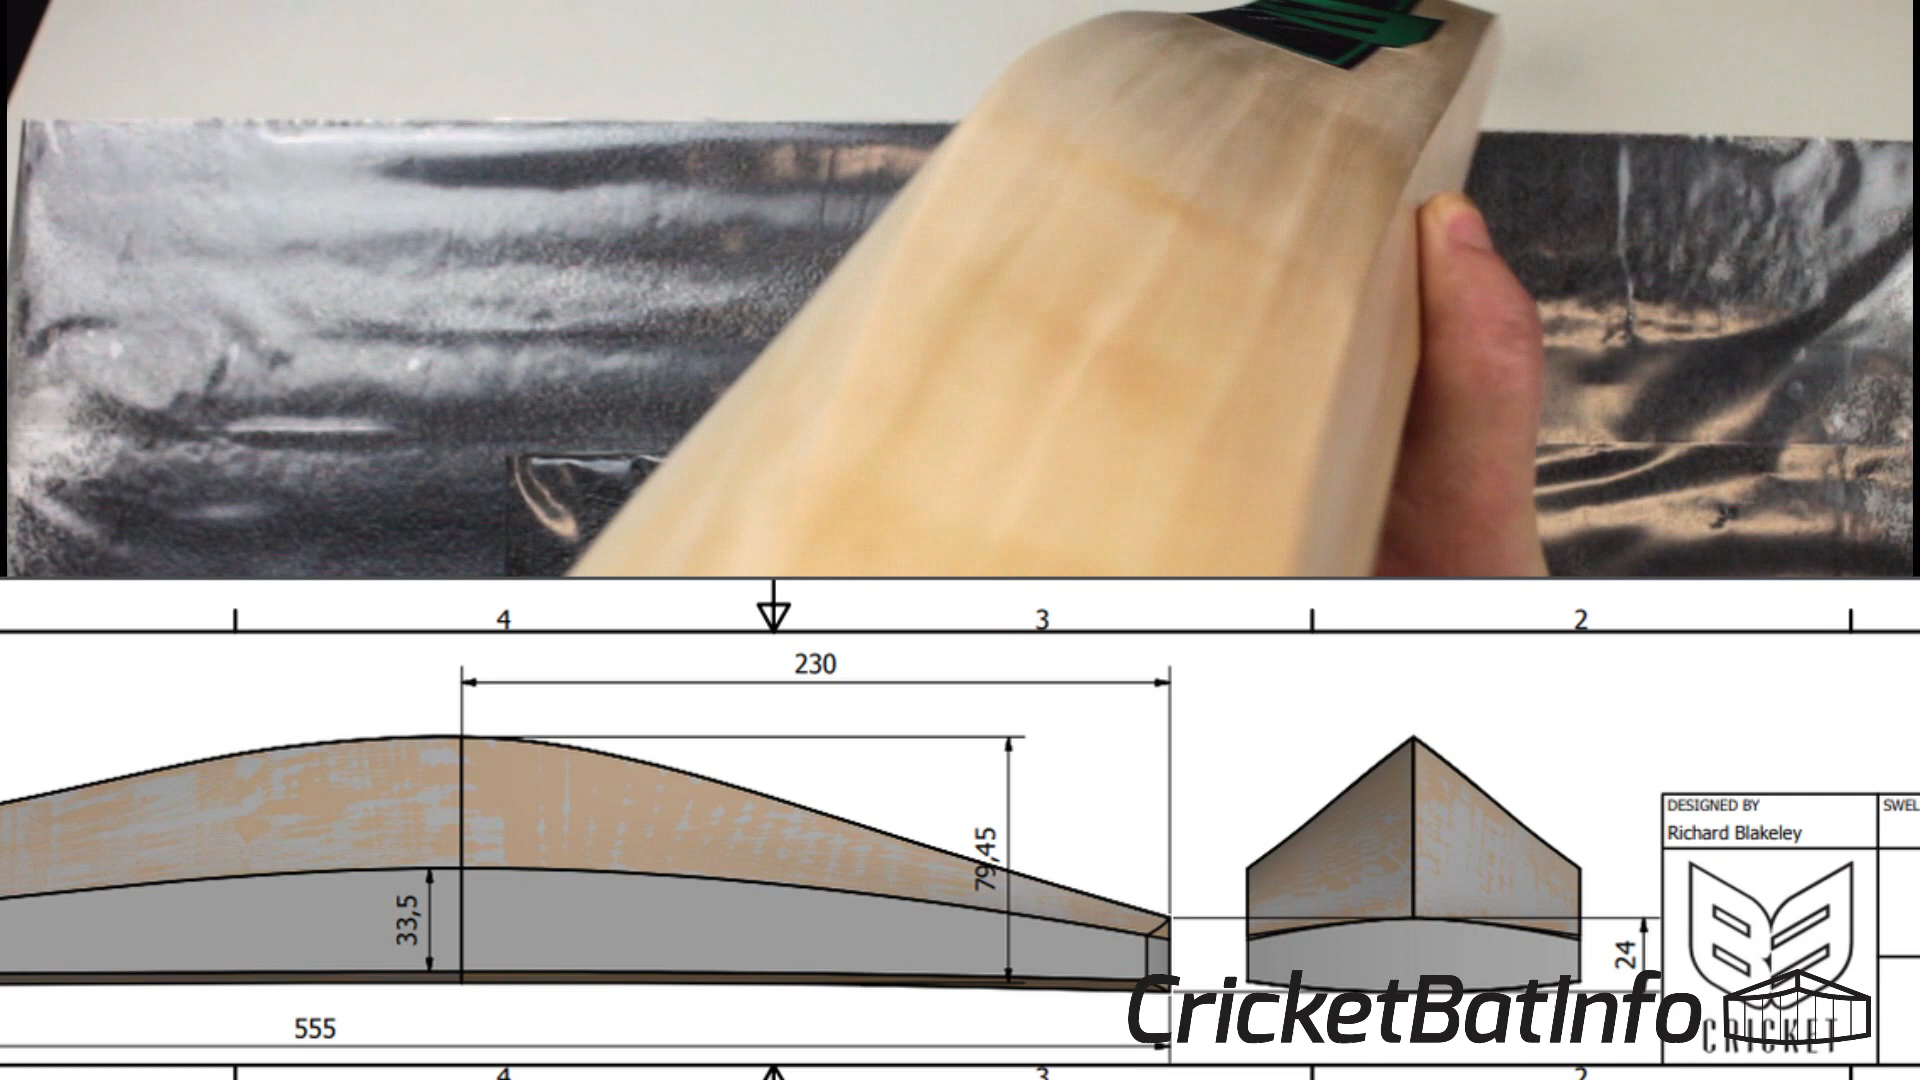 4
3
2
230
79,45
33,5
24
555
DESIGNED BY
Richard Blakeley
SWEL
CRICKET
CricketBatInfo
4
3
2